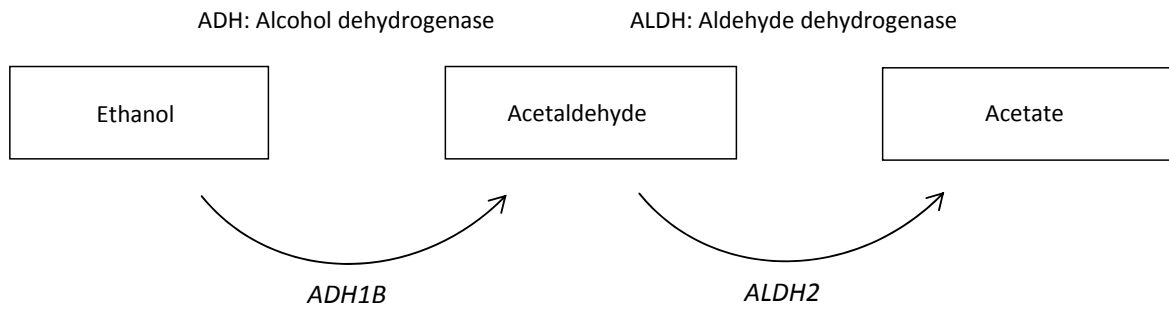 ADH: Alcohol dehydrogenase
ALDH: Aldehyde dehydrogenase
Ethanol
Acetaldehyde
Acetate
ADH1B
ALDH2